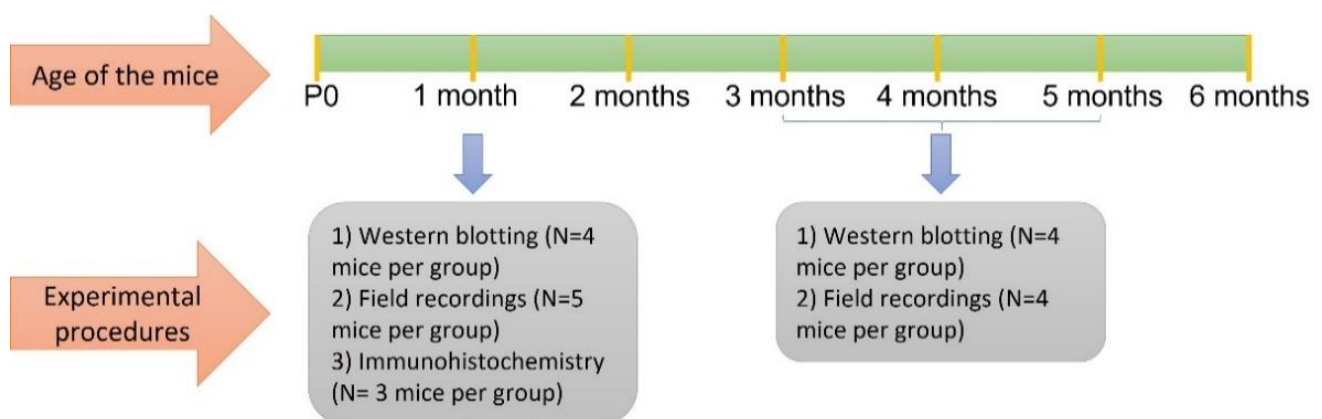 Age of the mice
P0 1 month 2 months 3 months 4 months 5 months 6 months
Experimental
procedures
1) Western blotting (N=4
mice per group)
2) Field recordings (N=5
mice per group)
3) Immunohistochemistry
(N= 3 mice per group)
1) Western blotting (N=4
mice per group)
2) Field recordings (N=4
mice per group)